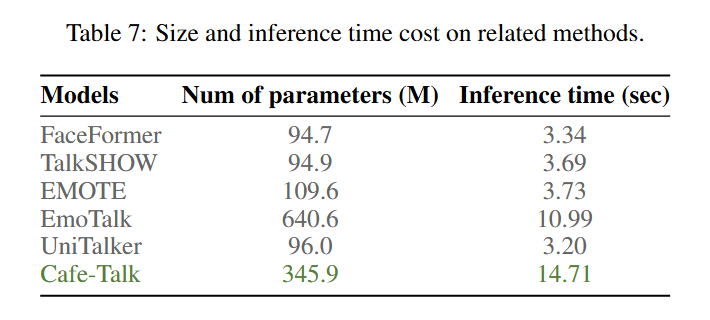 Table 7: Size and inference time cost on related methods.
Models Num of parameters (M) Inference time (sec)
FaceFormer 94.7 3.34
TalkSHOW 94.9 3.69
EMOTE 109.6 3.73
EmoTalk 640.6 10.99
UniTalker 96.0 3.20
Cafe-Talk 345.9 14.71